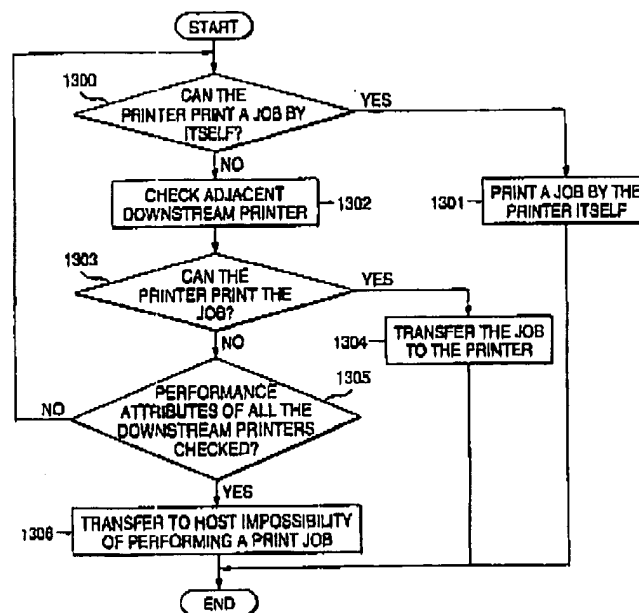 START
1300
CAN THE
PRINTER PRINT A JOB BY
ITSELF?
YES
NO
CHECK ADJACENT
DOWNSTREAM PRINTER
1302
1301
PRINT A JOB BY THE
PRINTER ITSELF
1303
CAN THE
PRINTER PRINT THE
JOB?
YES
NO
1304
TRANSFER THE JOB
TO THE PRINTER
1305
PERFORMANCE
ATTRIBUTES OF ALL THE
DOWNSTREAM PRINTERS
CHECKED?
NO
YES
1306
TRANSFER TO HOST IMPOSSIBILITY
OF PERFORMING A PRINT JOB
END